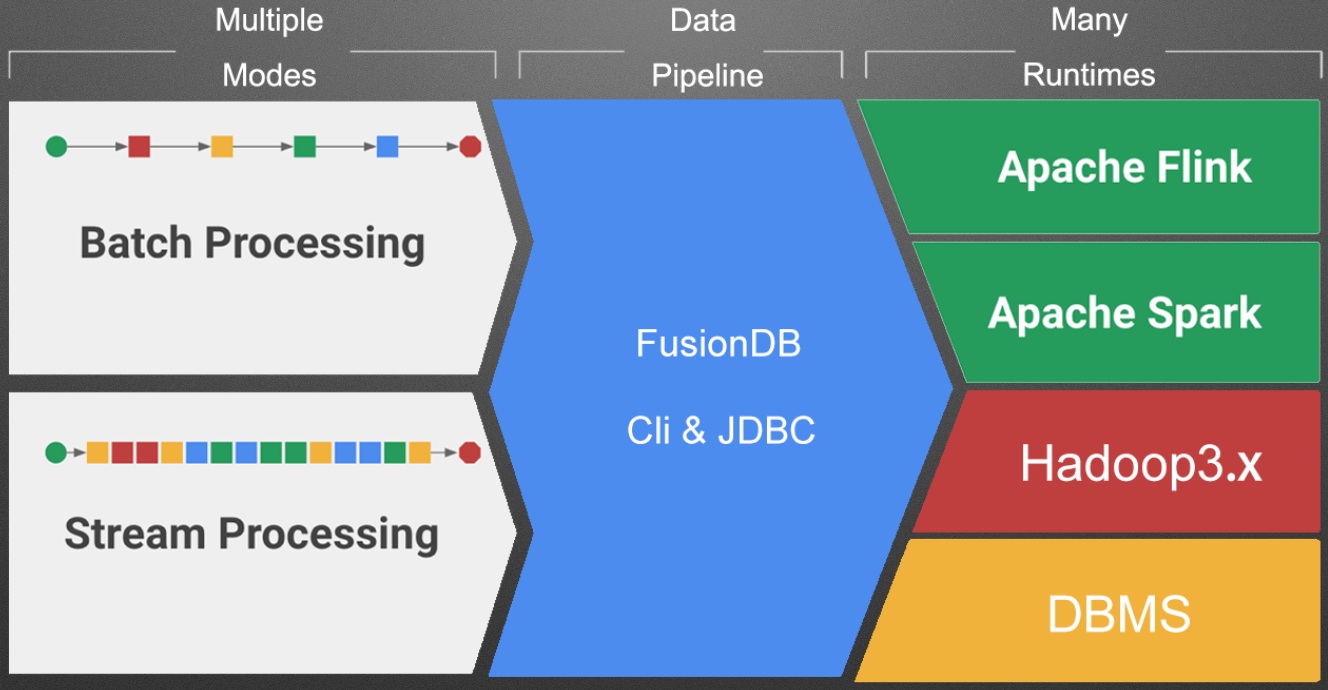 Multiple
Modes
Data
Pipeline
Many
Runtimes
Batch Processing
Stream Processing
FusionDB
Cli & JDBC
Apache Flink
Apache Spark
Hadoop3.x
DBMS